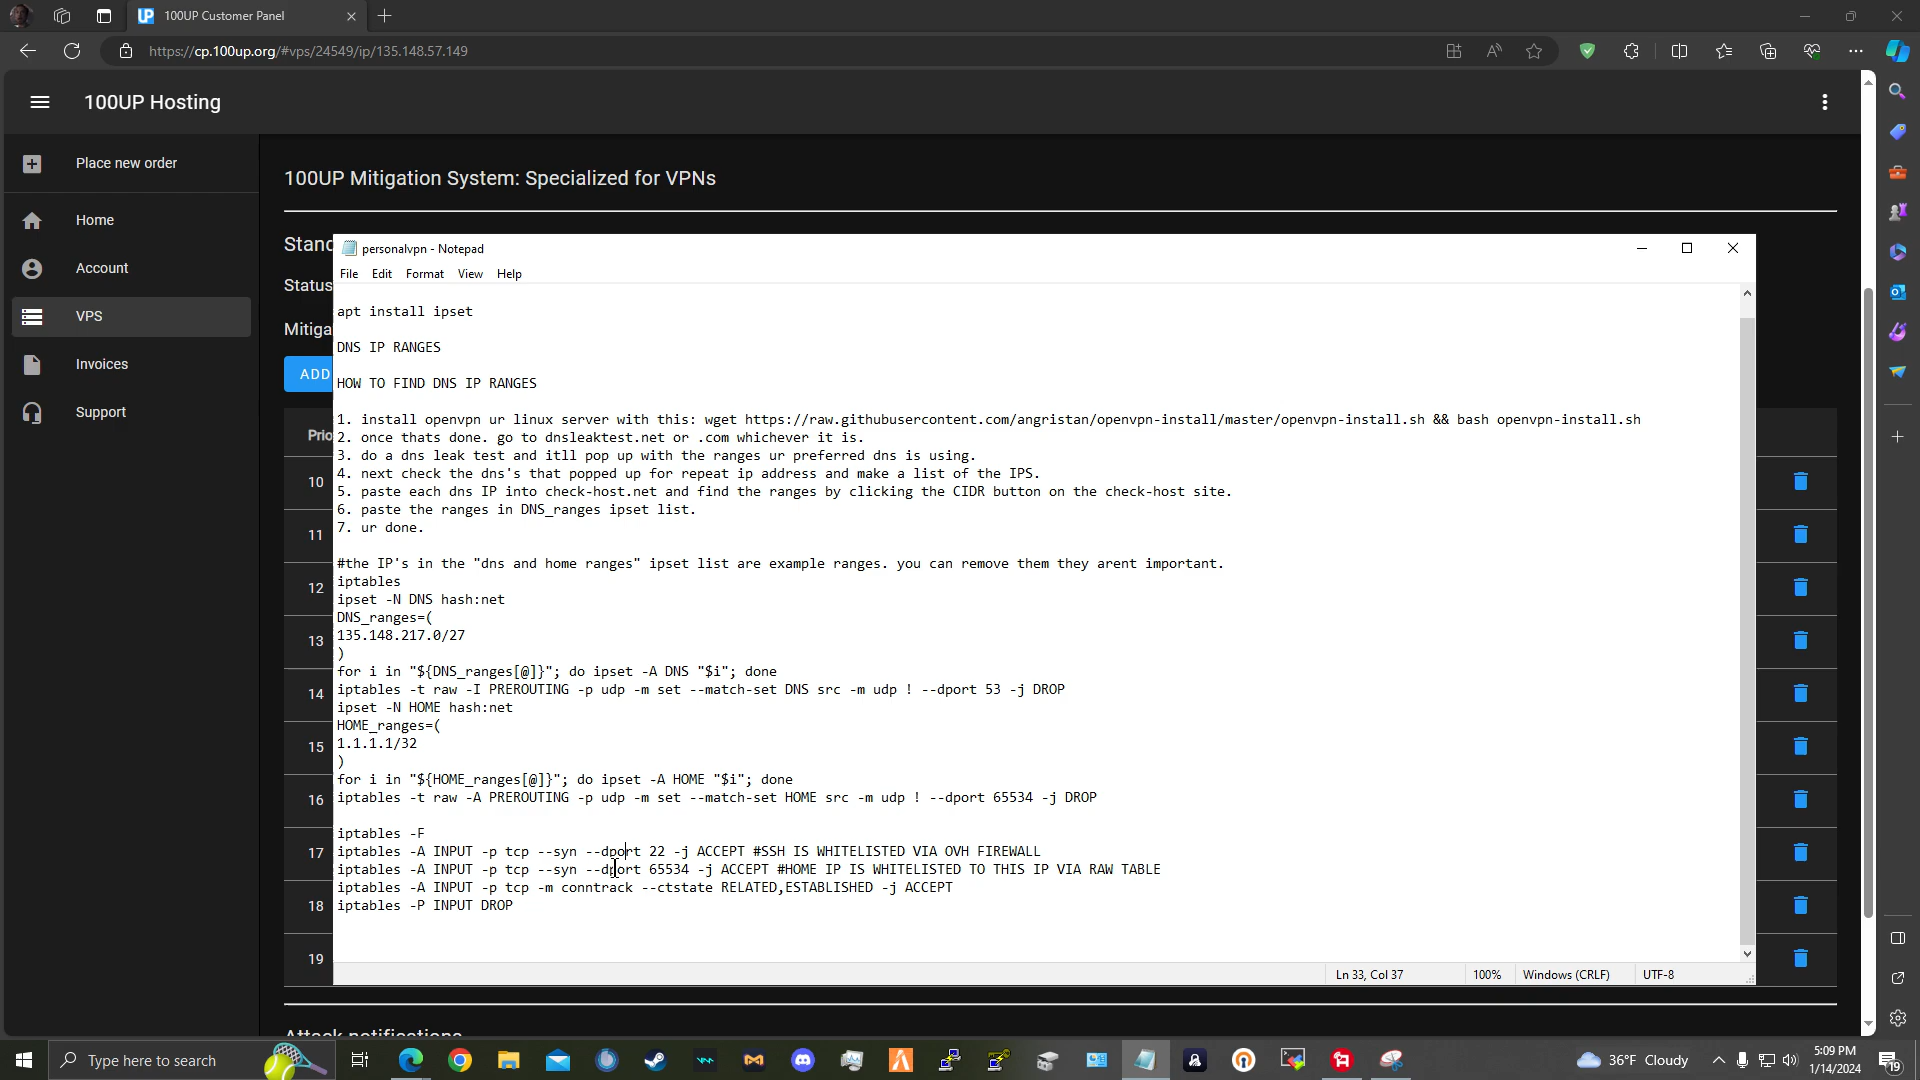 100UP Customer Panel
https://cp.100up.org/#vps/24549/ip/135.148.57.149
100UP Hosting
Place new order
Home
Account
VPS
Invoices
Support
100UP Mitigation System: Specialized for VPNs
Stand
Status
Mitiga
ADD
Prio
10
11
12
13
14
15
16
17
18
19
personalvpn - Notepad
File Edit Format View Help
apt install ipset
DNS IP RANGES
HOW TO FIND DNS IP RANGES
1. install openvpn ur linux server with this: wget https://raw.githubusercontent.com/angristan/openvpn-install/master/openvpn-install.sh && bash openvpn-install.sh
2. once thats done. go to dnsleaktest.net or .com whichever it is.
3. do a dns leak test and itll pop up with the ranges ur preferred dns is using.
4. next check the dns's that popped up for repeat ip address and make a list of the IPS.
5. paste each dns IP into check-host.net and find the ranges by clicking the CIDR button on the check-host site.
6. paste the ranges in DNS_ranges ipset list.
7. ur done.
#the IP's in the "dns and home ranges" ipset list are example ranges. you can remove them they arent important.
iptables
ipset -N DNS hash:net
DNS_ranges=(
135.148.217.0/27
)
for i in "${DNS_ranges[@]}"; do ipset -A DNS "$i"; done
iptables -t raw -I PREROUTING -p udp -m set --match-set DNS src -m udp ! --dport 53 -j DROP
ipset -N HOME hash:net
HOME_ranges=(
1.1.1.1/32
)
for i in "${HOME_ranges[@]}"; do ipset -A HOME "$i"; done
iptables -t raw -A PREROUTING -p udp -m set --match-set HOME src -m udp ! --dport 65534 -j DROP
iptables -F
iptables -A INPUT -p tcp --syn --dport 22 -j ACCEPT #SSH IS WHITELISTED VIA OVH FIREWALL
iptables -A INPUT -p tcp --syn --dport 65534 -j ACCEPT #HOME IP IS WHITELISTED TO THIS IP VIA RAW TABLE
iptables -A INPUT -p tcp -m conntrack --ctstate RELATED,ESTABLISHED -j ACCEPT
iptables -P INPUT DROP
Ln 33, Col 37
100%
Windows (CRLF)
UTF-8
Type here to search
36°F Cloudy
5:09 PM
1/14/2024
19